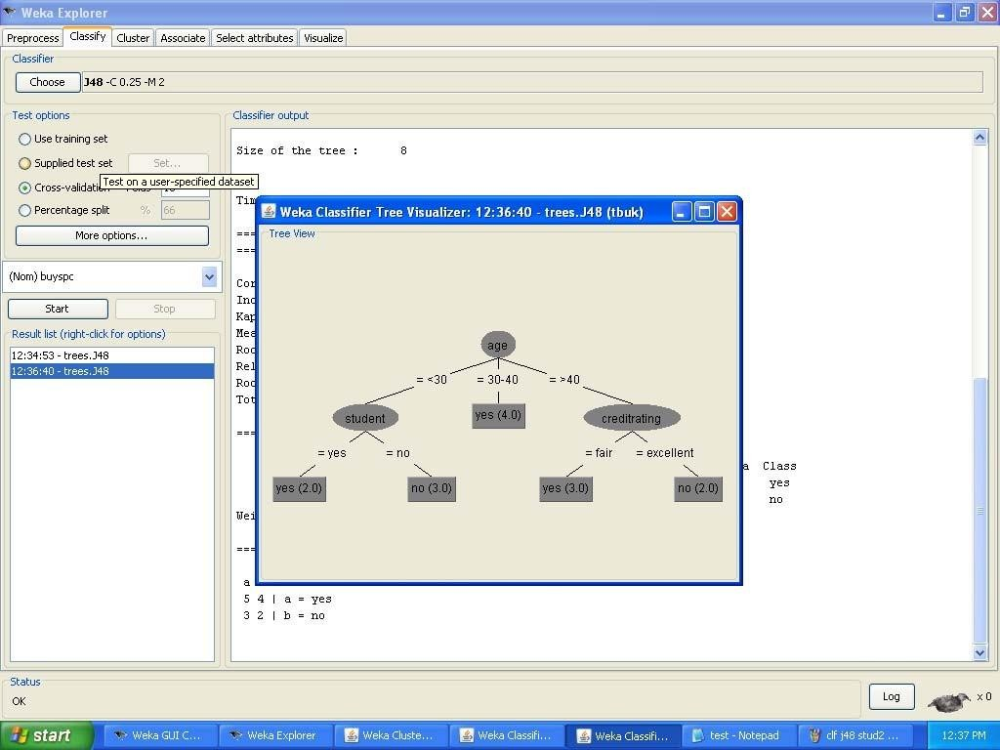 Weka Explorer
Preprocess Classify Cluster Associate Select attributes Visualize
Classifier
Choose J48 -C 0.25 -M 2
Test options
Use training set
Supplied test set Set...
Test on a user-specified dataset
Cross-validation
Percentage split % 66
More options...
(Nom) buyspc
Start Stop
Result list (right-click for options)
12:34:53 - trees.J48
12:36:40 - trees.J48
Classifier output
Size of the tree : 8
Tim
===
===
Cor
Inc
Kap
Mea
Roo
Rel
Roo
Tot
===
a Class
yes
no
Wei
===
a
5 4 | a = yes
3 2 | b = no
Weka Classifier Tree Visualizer: 12:36:40 - trees.J48 (tbuk)
Tree View
age
= <30 = 30-40 = >40
student yes (4.0) creditrating
= yes = no = fair = excellent
yes (2.0) no (3.0) yes (3.0) no (2.0)
Status
OK
Log x 0
start Weka GUI C... Weka Explorer Weka Cluste... Weka Classifi... Weka Classifi... test - Notepad clf j48 stud2 ... 12:37 PM